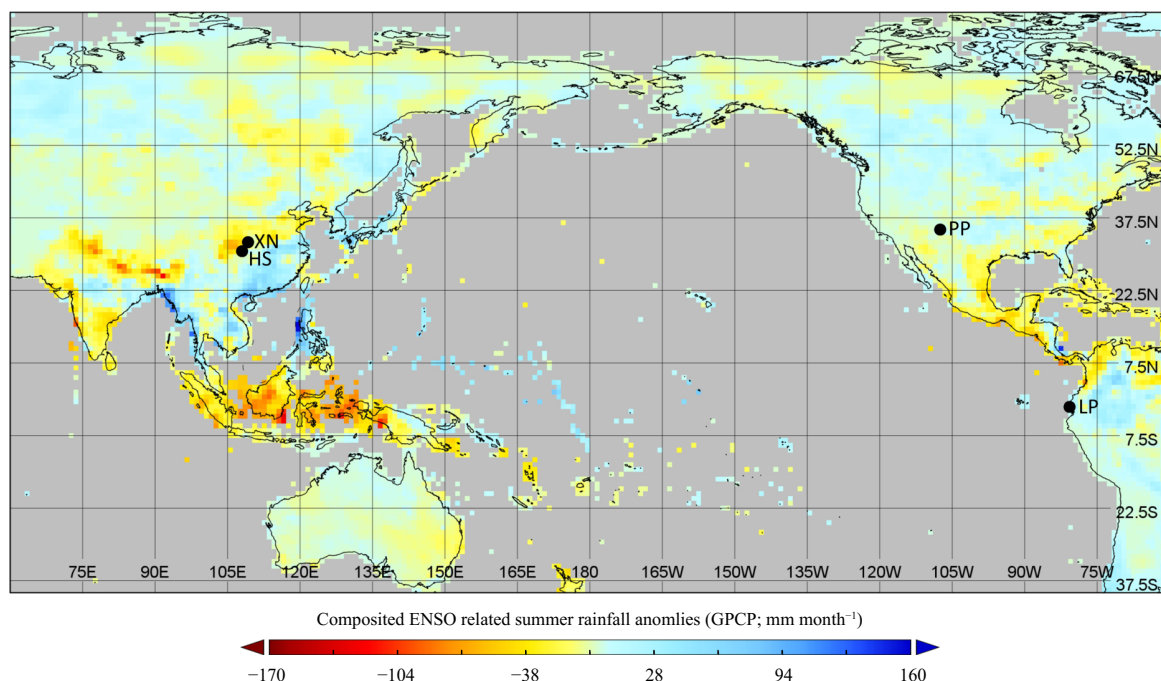 67.5N
52.5N
37.5N
XN
HS
PP
22.5N
7.5N
LP
7.5S
22.5S
75E 90E 105E 120E 135E 150E 165E 180 165W 150W 135W 120W 105W 90W 75W
37.5S
Composited ENSO related summer rainfall anomlies (GPCP; mm month⁻¹)
−170 −104 −38 28 94 160